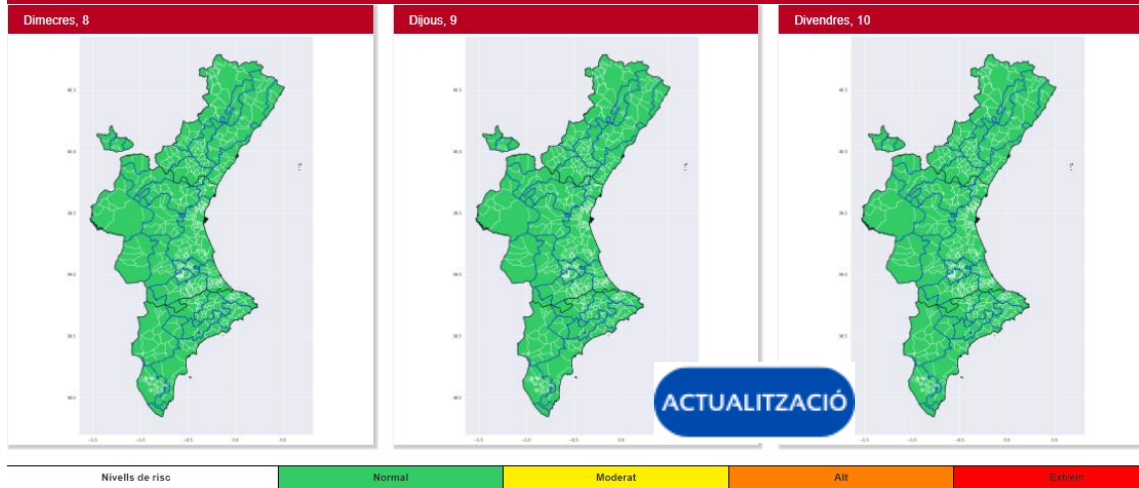 Dimecres, 8
Dijous, 9
Divendres, 10
ACTUALITZACIÓ
Nivells de risc
Normal
Moderat
Alt
Extrem